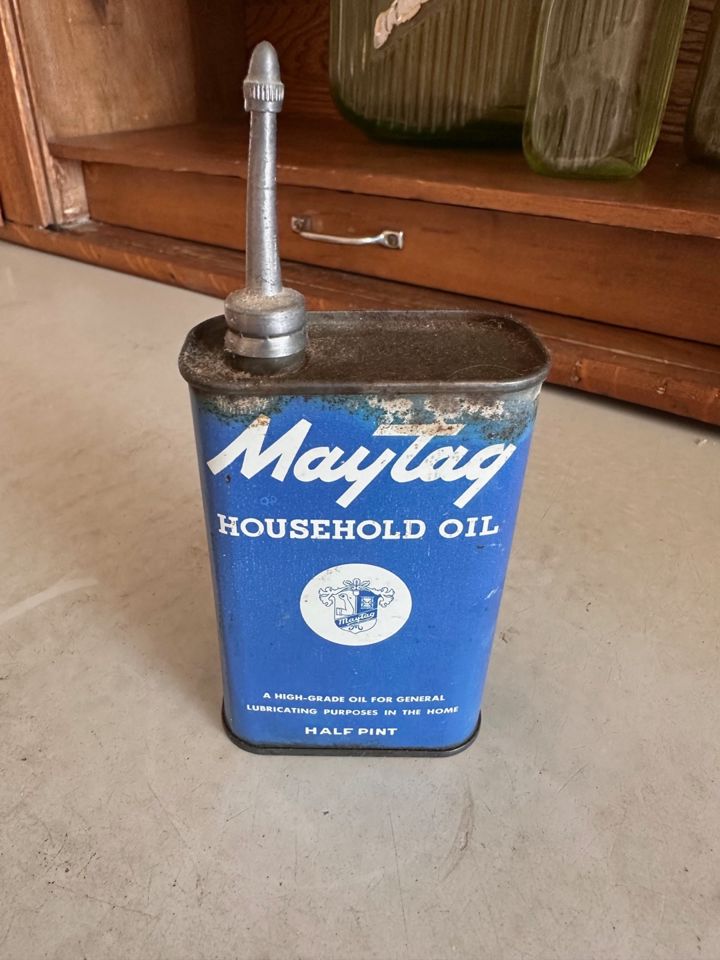 Maytag
HOUSEHOLD OIL
Maytag
A HIGH-GRADE OIL FOR GENERAL
LUBRICATING PURPOSES IN THE HOME
HALF PINT